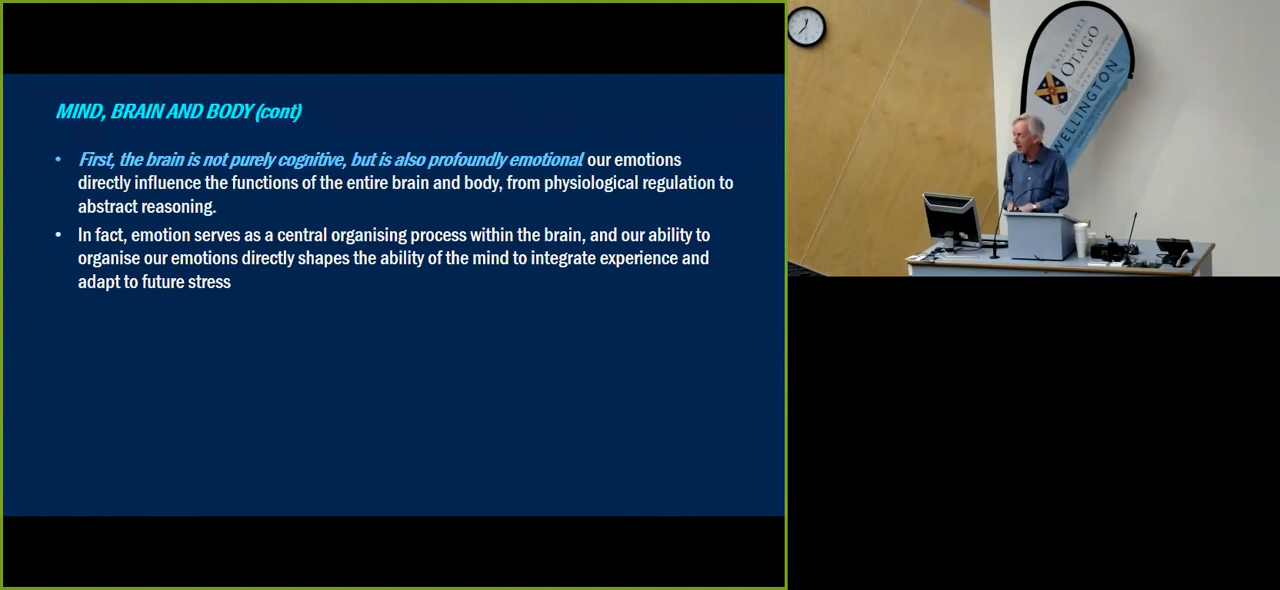 MIND, BRAIN AND BODY (cont)
• First, the brain is not purely cognitive, but is also profoundly emotional our emotions
directly influence the functions of the entire brain and body, from physiological regulation to
abstract reasoning.
• In fact, emotion serves as a central organising process within the brain, and our ability to
organise our emotions directly shapes the ability of the mind to integrate experience and
adapt to future stress
UNIVERSITY
OTAGO
WELLINGTON